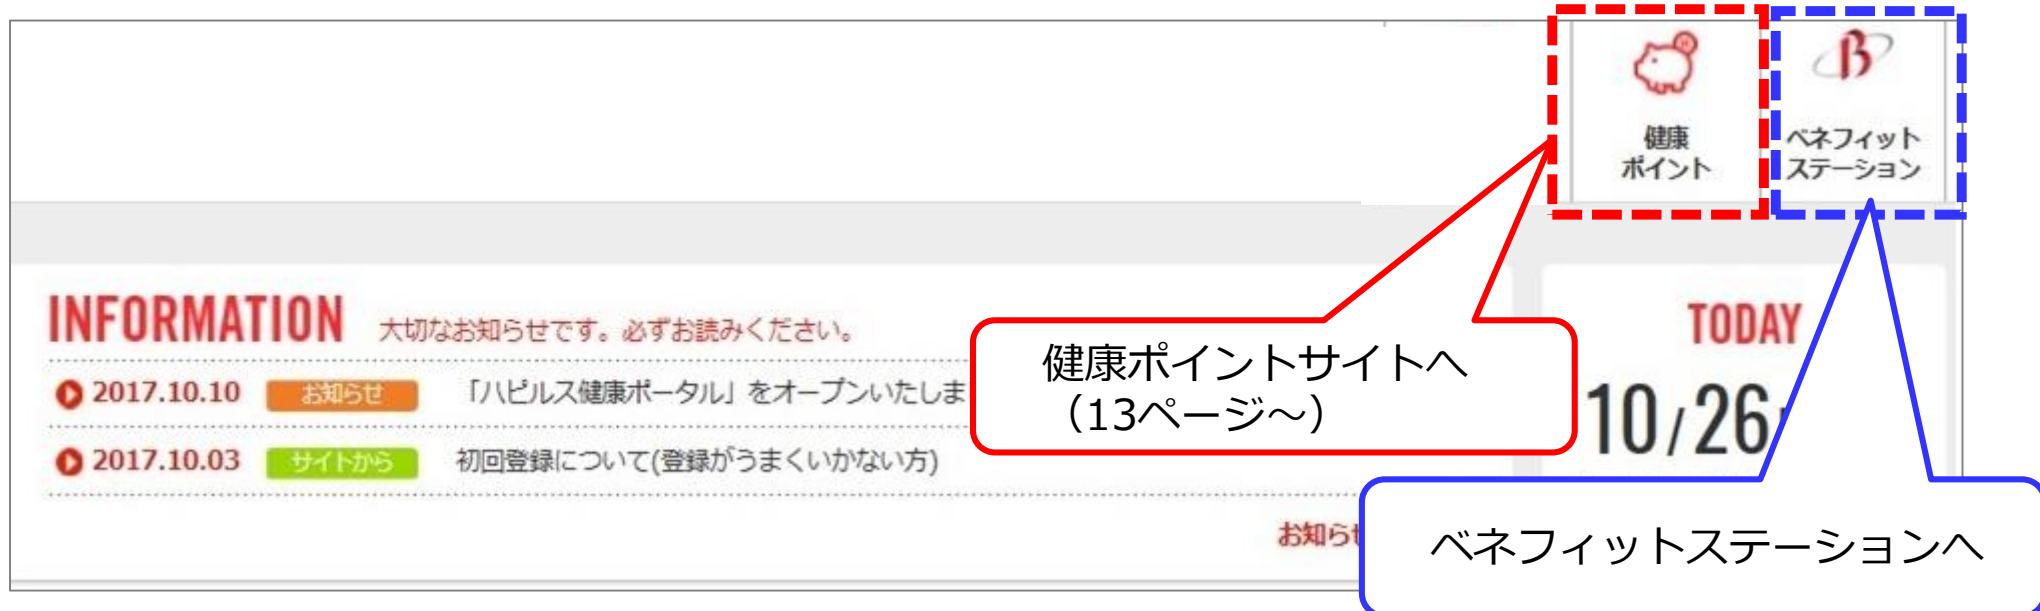 健康
ポイント
ベネフィット
ステーション
INFORMATION 大切なお知らせです。必ずお読みください。
2017.10.10 お知らせ 「ハピルス健康ポータル」をオープンいたしま
2017.10.03 サイトから 初回登録について(登録がうまくいかない方)
お知ら
健康ポイントサイトへ
（13ページ～）
TODAY
10/26
ベネフィットステーションへ